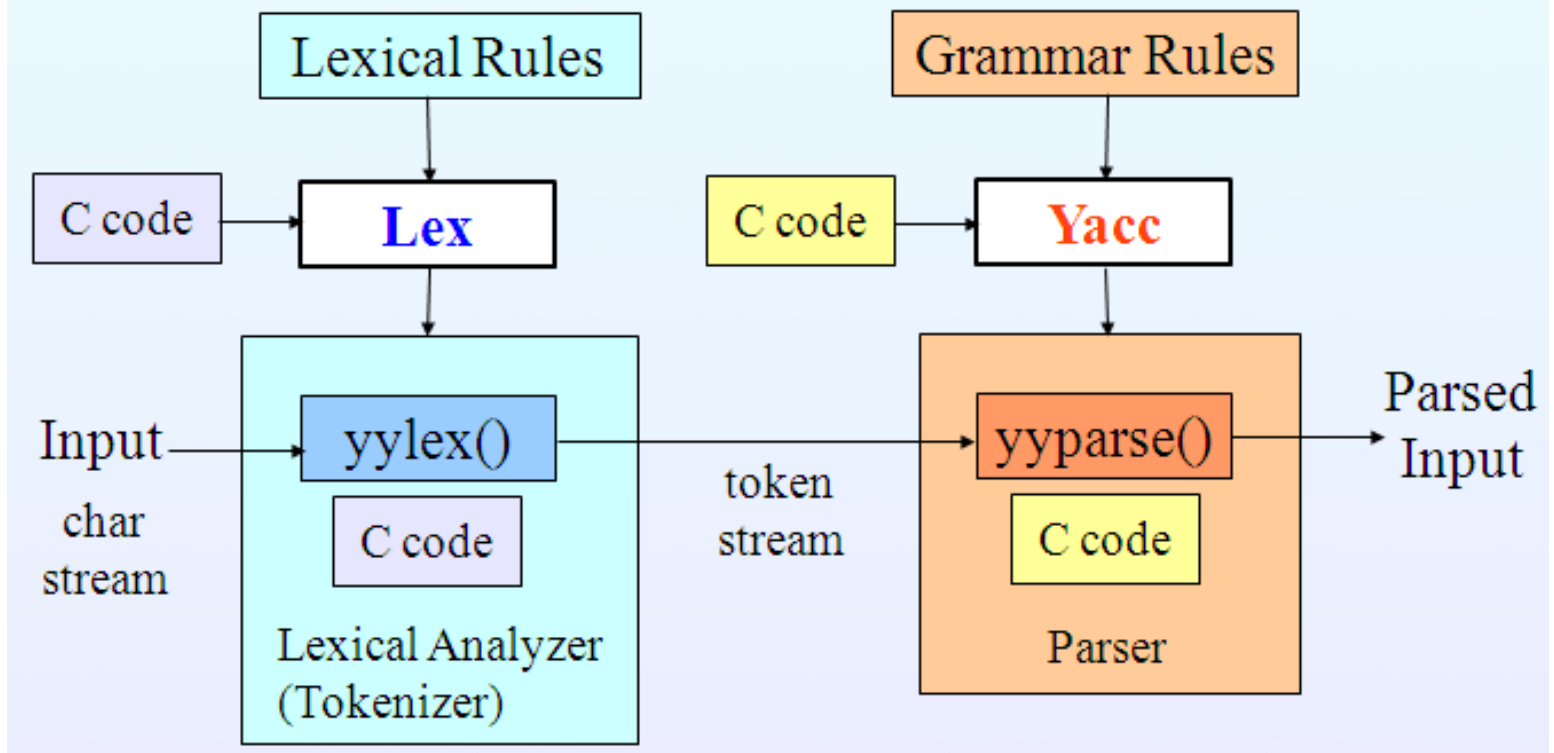 Lexical Rules
Grammar Rules
C code
Lex
C code
Yacc
Input
char
stream
yylex()
C code
Lexical Analyzer
(Tokenizer)
token
stream
yyparse()
C code
Parser
Parsed
Input